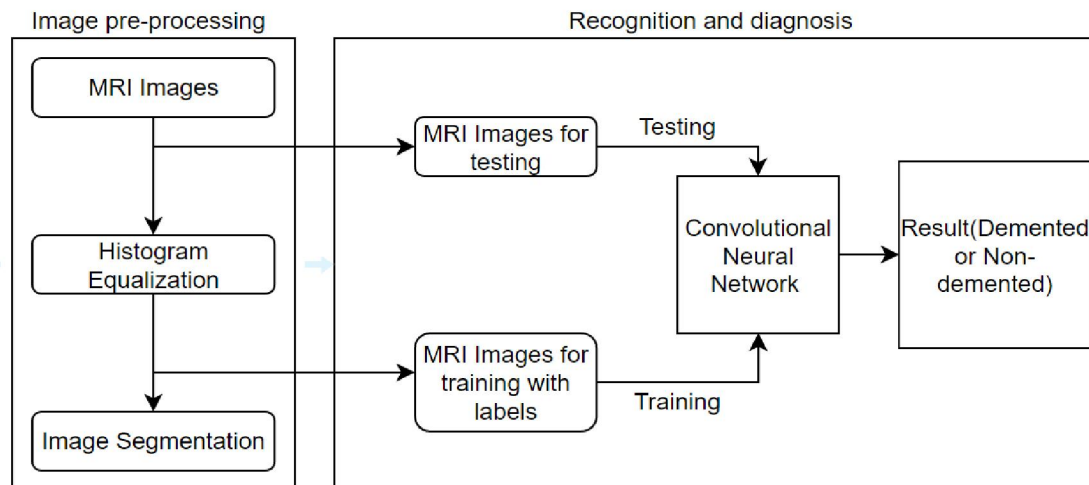 Image pre-processing
MRI Images
Histogram
Equalization
Image Segmentation
Recognition and diagnosis
MRI Images for
testing
Testing
MRI Images for
training with
labels
Training
Convolutional
Neural
Network
Result(Demented
or Non-
demented)